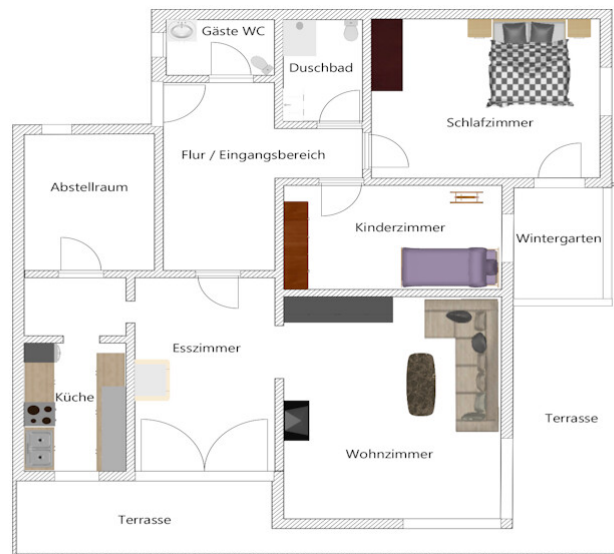 Gäste WC
Duschbad
Schlafzimmer
Flur / Eingangsbereich
Abstellraum
Kinderzimmer
Wintergarten
Esszimmer
Küche
Terrasse
Wohnzimmer
Terrasse